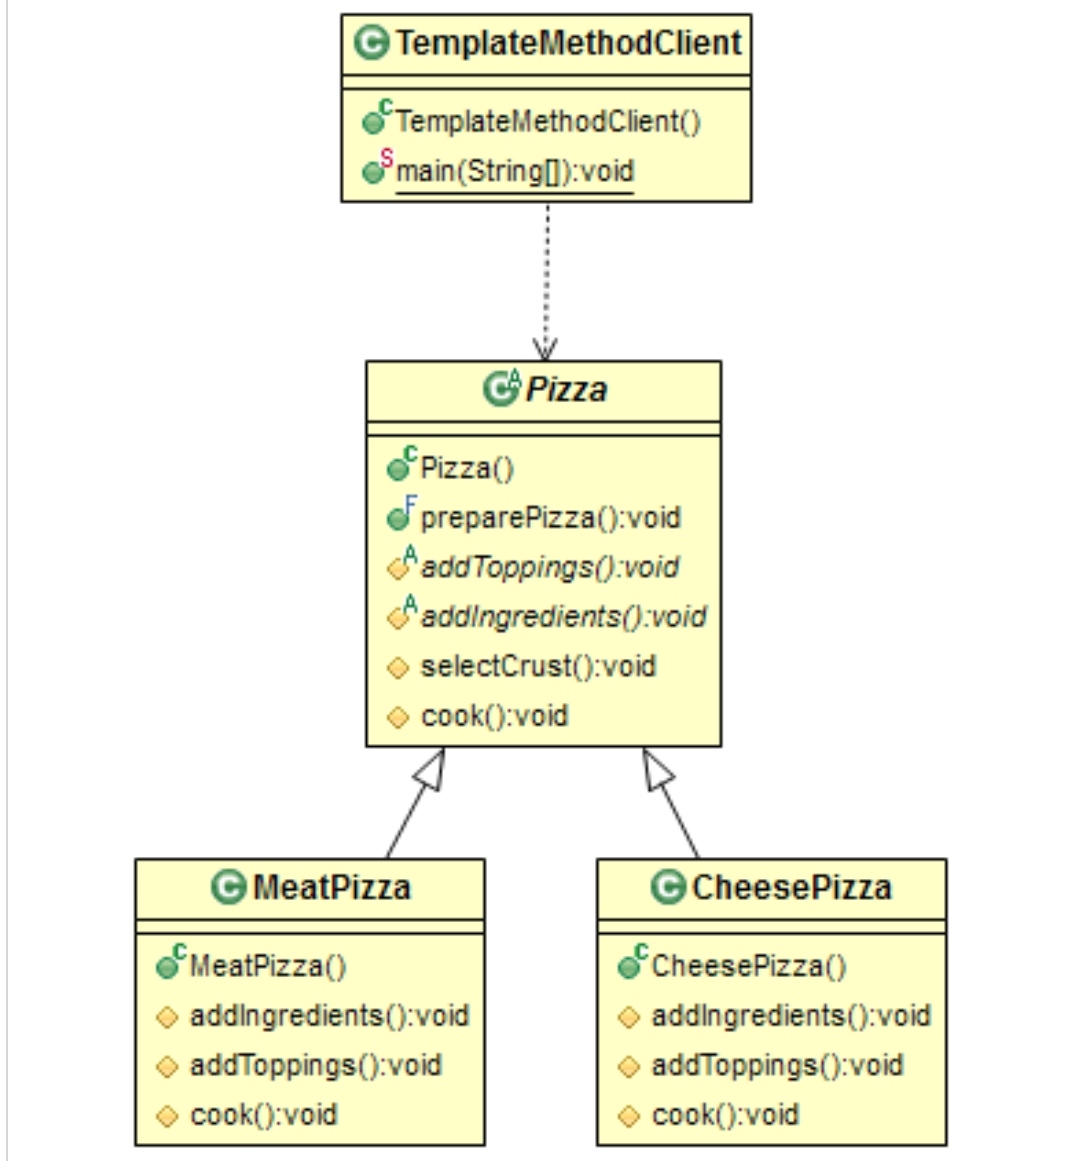 TemplateMethodClient
TemplateMethodClient()
main(String[]):void
Pizza
Pizza()
preparePizza():void
addToppings():void
addIngredients():void
selectCrust():void
cook():void
MeatPizza
MeatPizza()
addIngredients():void
addToppings():void
cook():void
CheesePizza
CheesePizza()
addIngredients():void
addToppings():void
cook():void